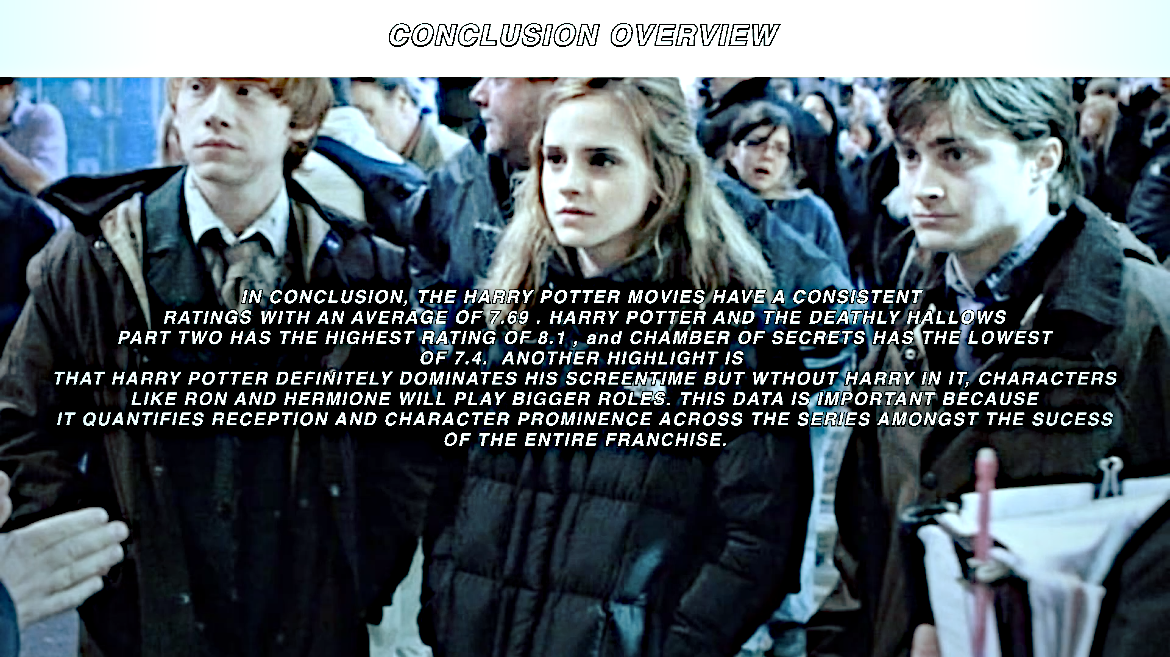 CONCLUSION OVERVIEW
IN CONCLUSION, THE HARRY POTTER MOVIES HAVE A CONSISTENT
RATINGS WITH AN AVERAGE OF 7.69 . HARRY POTTER AND THE DEATHLY HALLOWS
PART TWO HAS THE HIGHEST RATING OF 8.1 , and CHAMBER OF SECRETS HAS THE LOWEST
OF 7.4. ANOTHER HIGHLIGHT IS
THAT HARRY POTTER DEFINITELY DOMINATES HIS SCREENTIME BUT WTHOUT HARRY IN IT, CHARACTERS
LIKE RON AND HERMIONE WILL PLAY BIGGER ROLES. THIS DATA IS IMPORTANT BECAUSE
IT QUANTIFIES RECEPTION AND CHARACTER PROMINENCE ACROSS THE SERIES AMONGST THE SUCESS
OF THE ENTIRE FRANCHISE.